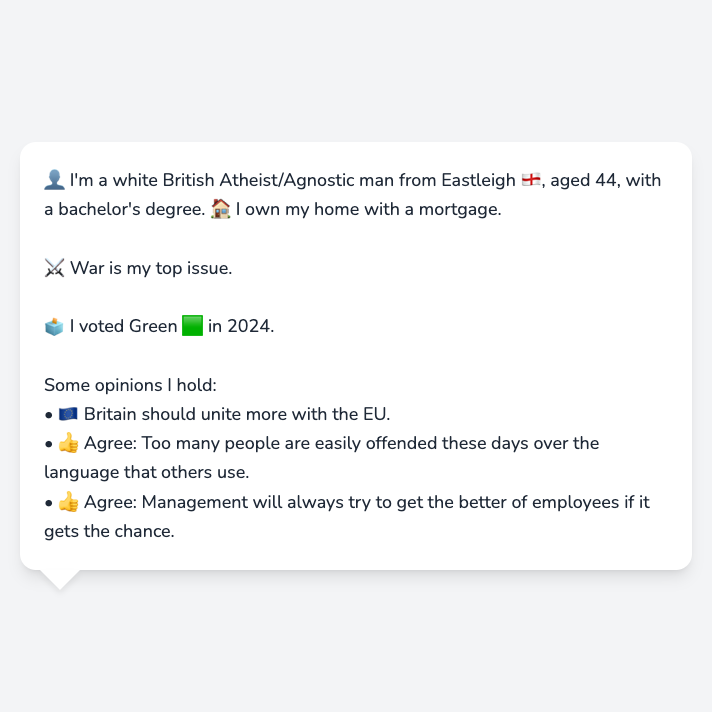 👤 I'm a white British Atheist/Agnostic man from Eastleigh 🏴󠁧󠁢󠁥󠁮󠁧󠁿, aged 44, with
a bachelor's degree. 🏠 I own my home with a mortgage.
⚔️ War is my top issue.
🗳️ I voted Green 🟩 in 2024.
Some opinions I hold:
• 🇪🇺 Britain should unite more with the EU.
• 👍 Agree: Too many people are easily offended these days over the
language that others use.
• 👍 Agree: Management will always try to get the better of employees if it
gets the chance.